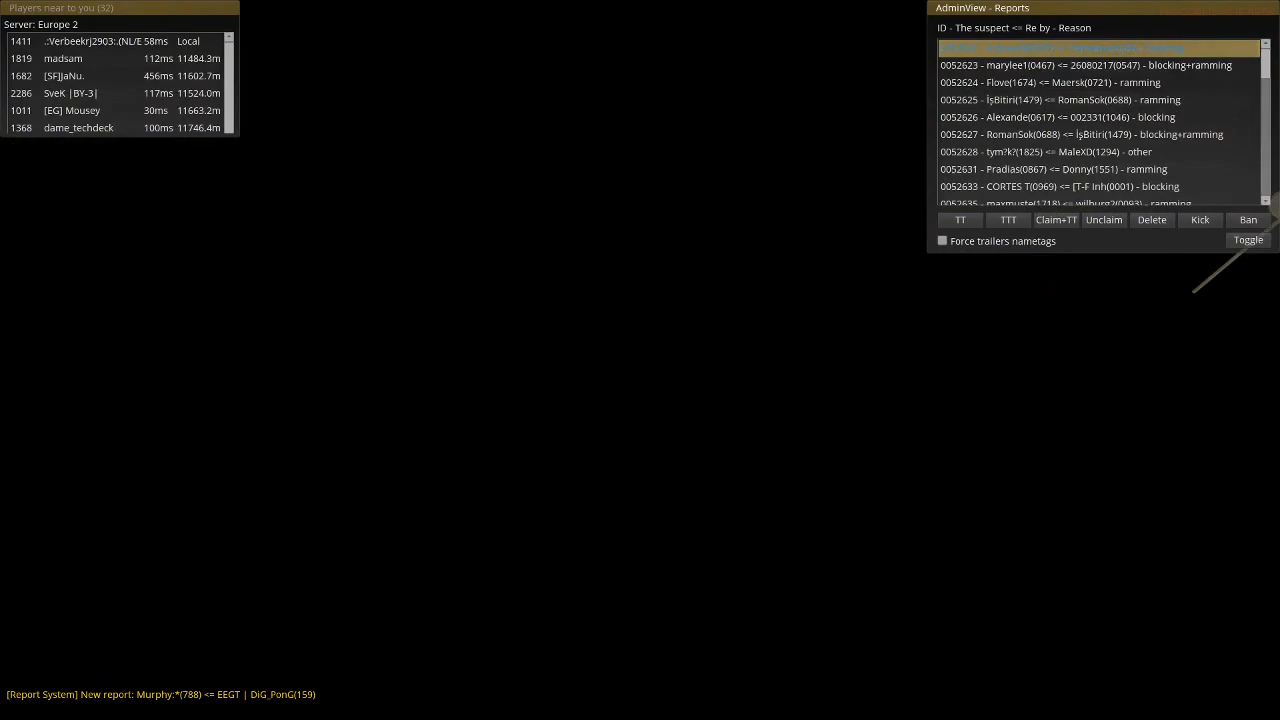 Players near to you (32)
Server: Europe 2
1411 .:Verbeekrj2903:.(NL/E 58ms Local
1819 madsam 112ms 11484.3m
1682 [SF]JaNu. 456ms 11602.7m
2286 SveK |BY-3| 117ms 11524.0m
1011 [EG] Mousey 30ms 11663.2m
1368 dame_techdeck 100ms 11746.4m
AdminView - Reports
ID - The suspect <= Re by - Reason
0052623 - marylee1(0467) <= 26080217(0547) - blocking+ramming
0052624 - Flove(1674) <= Maersk(0721) - ramming
0052625 - İşBitiri(1479) <= RomanSok(0688) - ramming
0052626 - Alexande(0617) <= 002331(1046) - blocking
0052627 - RomanSok(0688) <= İşBitiri(1479) - blocking+ramming
0052628 - tym?k?(1825) <= MaleXD(1294) - other
0052631 - Pradias(0867) <= Donny(1551) - ramming
0052633 - CORTES T(0969) <= [T-F Inh(0001) - blocking
0052635 - maxmuste(1718) <= wilburg2(0093) - ramming
TT TTT Claim+TT Unclaim Delete Kick Ban
Force trailers nametags Toggle
[Report System] New report: Murphy:*(788) <= EEGT | DiG_PonG(159)